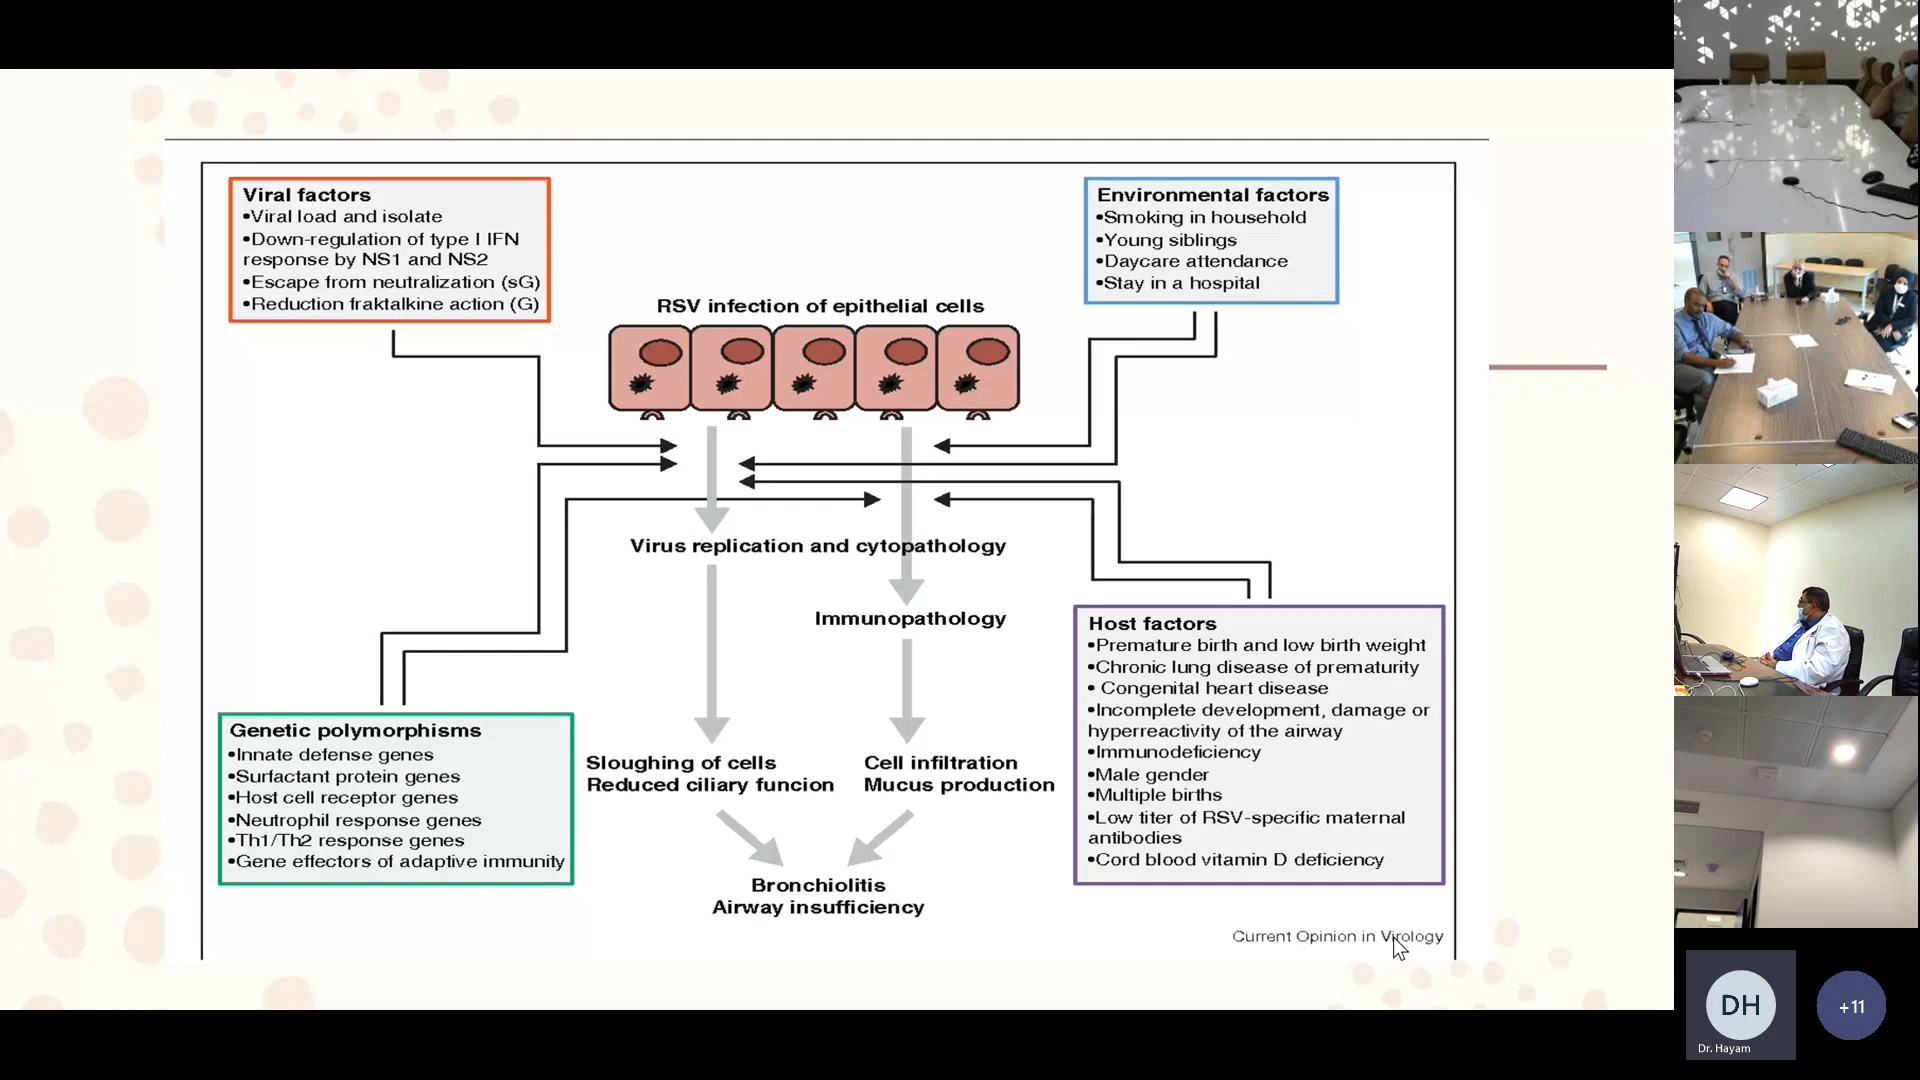 Viral factors
•Viral load and isolate
•Down-regulation of type I IFN
response by NS1 and NS2
•Escape from neutralization (sG)
•Reduction fraktalkine action (G)
Environmental factors
•Smoking in household
•Young siblings
•Daycare attendance
•Stay in a hospital
RSV infection of epithelial cells
Virus replication and cytopathology
Immunopathology
Genetic polymorphisms
•Innate defense genes
•Surfactant protein genes
•Host cell receptor genes
•Neutrophil response genes
•Th1/Th2 response genes
•Gene effectors of adaptive immunity
Sloughing of cells
Reduced ciliary funcion
Cell infiltration
Mucus production
Bronchiolitis
Airway insufficiency
Host factors
•Premature birth and low birth weight
•Chronic lung disease of prematurity
• Congenital heart disease
•Incomplete development, damage or
hyperreactivity of the airway
•Immunodeficiency
•Male gender
•Multiple births
•Low titer of RSV-specific maternal
antibodies
•Cord blood vitamin D deficiency
Current Opinion in Virology
DH
Dr. Hayam
+11